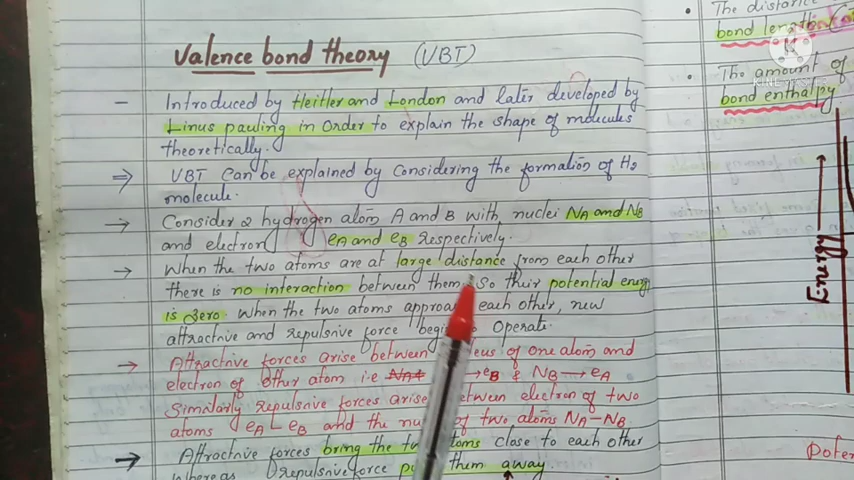 Valence bond theory (VBT)
- Introduced by Heitler and London and later developed by
Linus pauling in order to explain the shape of molecules
theoretically.
⇒ VBT Can be explained by Considering the formation of H2
molecule.
→ Consider 2 hydrogen atom A and B with nuclei NA and NB
and electron eA and eB respectively.
→ When the two atoms are at large distance from each other
there is no interaction between them so their potential energy
is zero. When the two atoms approach each other, new
attractive and repulsive force begin to operate.
→ Attractive forces arise between of one atom and
electron of other atom i.e → eB & NB → eA
Similarly repulsive forces arise between electron of two
atoms eA - eB and the of two atoms NA - NB
→ Attractive forces bring the two atoms close to each other
Whereas repulsive force them away.
• The distance
bond length
• The amount of
bond enthalpy
Energy →
KINE